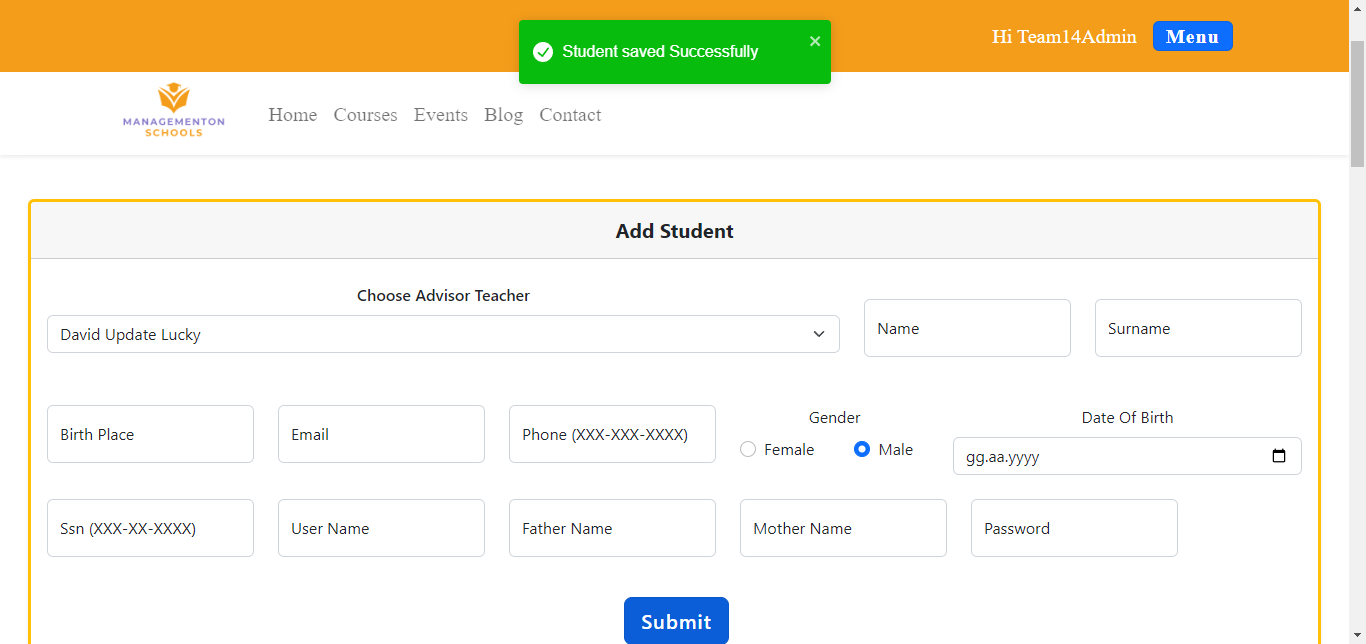 Student saved Successfully
Hi Team14Admin
Menu
MANAGEMENTON
SCHOOLS
Home Courses Events Blog Contact
Add Student
Choose Advisor Teacher
David Update Lucky
Name
Surname
Birth Place
Email
Phone (XXX-XXX-XXXX)
Gender
Female
Male
Date Of Birth
gg.aa.yyyy
Ssn (XXX-XX-XXXX)
User Name
Father Name
Mother Name
Password
Submit